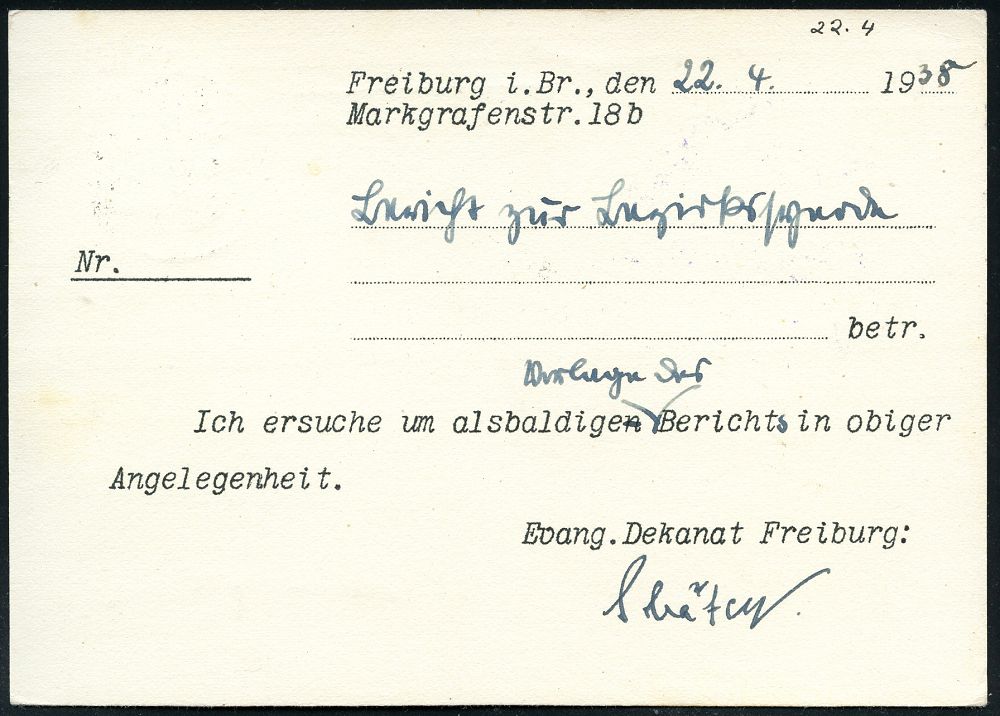 22. 4
Freiburg i.Br., den 22. 4. 1938
Markgrafenstr. 18b
Bericht zur Bezirkssynode
Nr.
betr.
Vorlage des
Ich ersuche um alsbaldige Berichts in obiger
Angelegenheit.
Evang. Dekanat Freiburg: